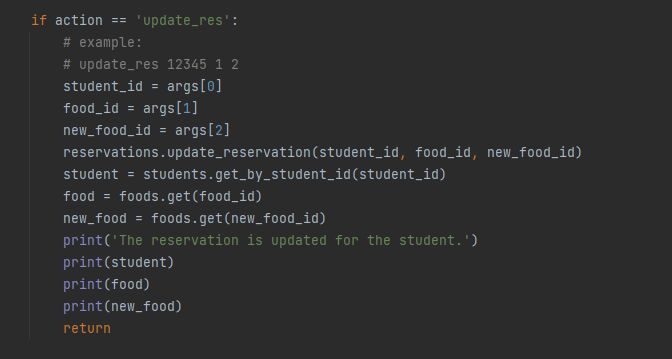 if action == 'update_res':
    # example:
    # update_res 12345 1 2
    student_id = args[0]
    food_id = args[1]
    new_food_id = args[2]
    reservations.update_reservation(student_id, food_id, new_food_id)
    student = students.get_by_student_id(student_id)
    food = foods.get(food_id)
    new_food = foods.get(new_food_id)
    print('The reservation is updated for the student.')
    print(student)
    print(food)
    print(new_food)
    return